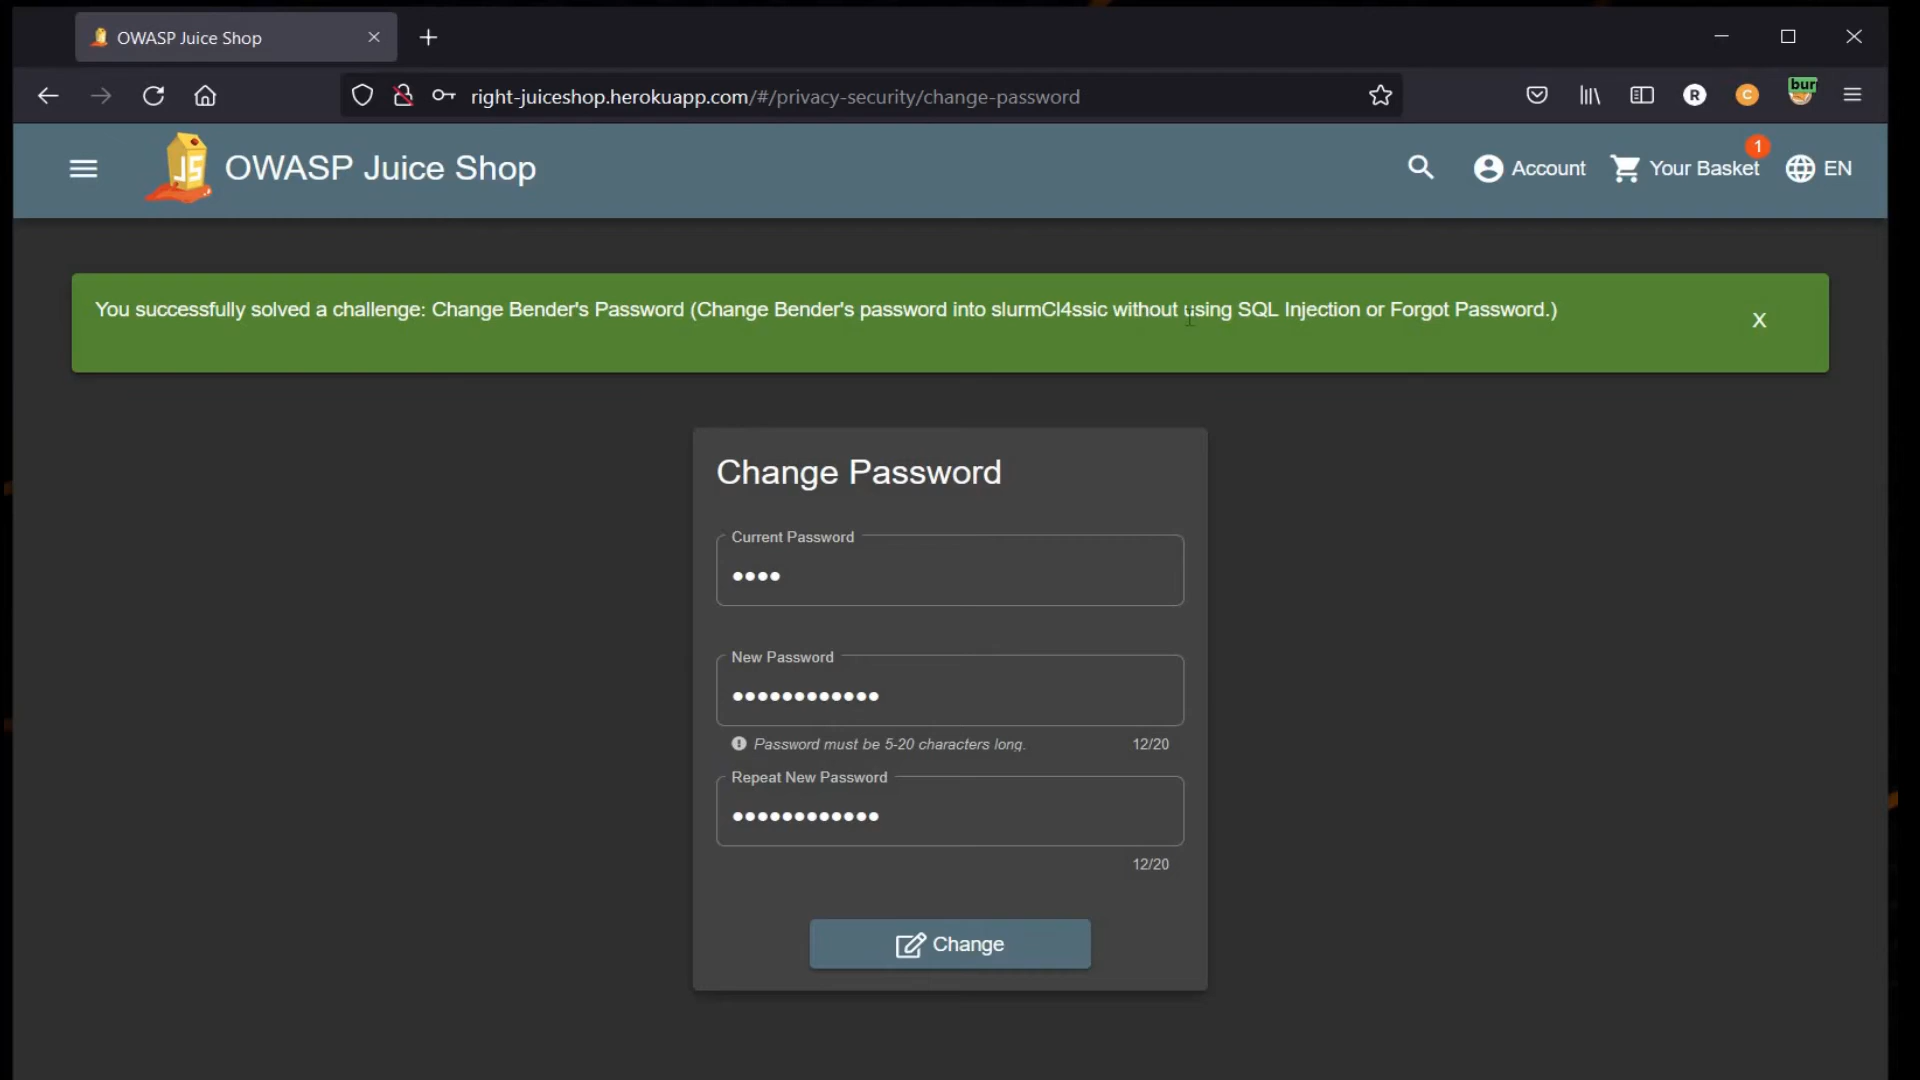 OWASP Juice Shop
right-juiceshop.herokuapp.com/#/privacy-security/change-password
R
C
bur
JS
OWASP Juice Shop
Account
Your Basket
1
EN
You successfully solved a challenge: Change Bender's Password (Change Bender's password into slurmCl4ssic without using SQL Injection or Forgot Password.)
X
Change Password
Current Password
••••
New Password
••••••••••••
Password must be 5-20 characters long.
12/20
Repeat New Password
••••••••••••
12/20
Change